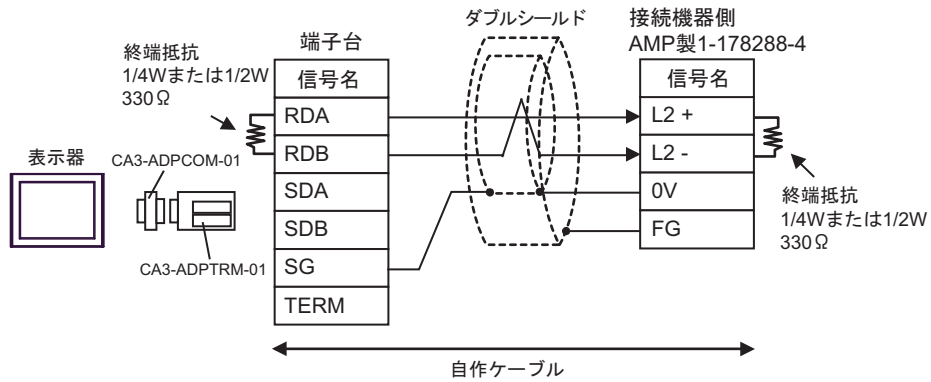 ダブルシールド
接続機器側
AMP製1-178288-4
端子台
終端抵抗
1/4Wまたは1/2W
330Ω
信号名
RDA
RDB
SDA
SDB
SG
TERM
信号名
L2 +
L2 -
0V
FG
表示器
CA3-ADPCOM-01
CA3-ADPTRM-01
終端抵抗
1/4Wまたは1/2W
330Ω
自作ケーブル